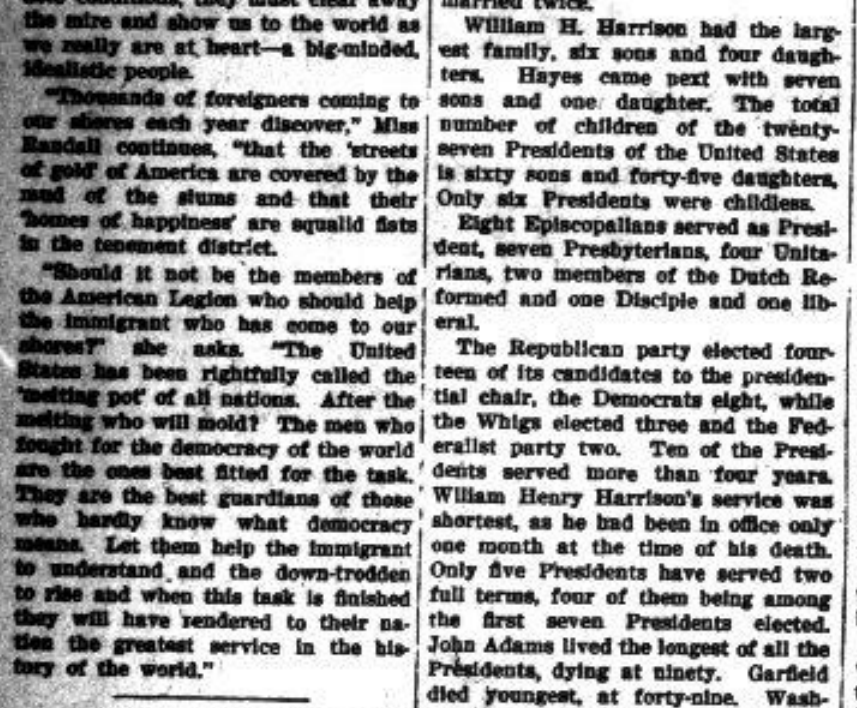 the mire and show us to the world as
we really are at heart—a big-minded,
idealistic people.
"Thousands of foreigners coming to
our shores each year discover," Miss
Randall continues, "that the 'streets
of gold' of America are covered by the
mud of the slums and that their
'homes of happiness' are squalid flats
in the tenement district.
"Should it not be the members of
the American Legion who should help
the immigrant who has come to our
shores?" she asks. "The United
States has been rightfully called the
'melting pot' of all nations. After the
melting who will mold? The men who
fought for the democracy of the world
are the ones best fitted for the task.
They are the best guardians of those
who hardly know what democracy
means. Let them help the immigrant
to understand and the down-trodden
to rise and when this task is finished
they will have rendered to their na-
tion the greatest service in the his-
tory of the world."
married twice.
William H. Harrison had the larg-
est family, six sons and four daugh-
ters. Hayes came next with seven
sons and one daughter. The total
number of children of the twenty-
seven Presidents of the United States
is sixty sons and forty-five daughters.
Only six Presidents were childless.
Eight Episcopalians served as Presi-
dent, seven Presbyterians, four Unita-
rians, two members of the Dutch Re-
formed and one Disciple and one lib-
eral.
The Republican party elected four-
teen of its candidates to the presiden-
tial chair, the Democrats eight, while
the Whigs elected three and the Fed-
eralist party two. Ten of the Presi-
dents served more than four years.
William Henry Harrison's service was
shortest, as he had been in office only
one month at the time of his death.
Only five Presidents have served two
full terms, four of them being among
the first seven Presidents elected.
John Adams lived the longest of all the
Presidents, dying at ninety. Garfield
died youngest, at forty-nine. Wash-